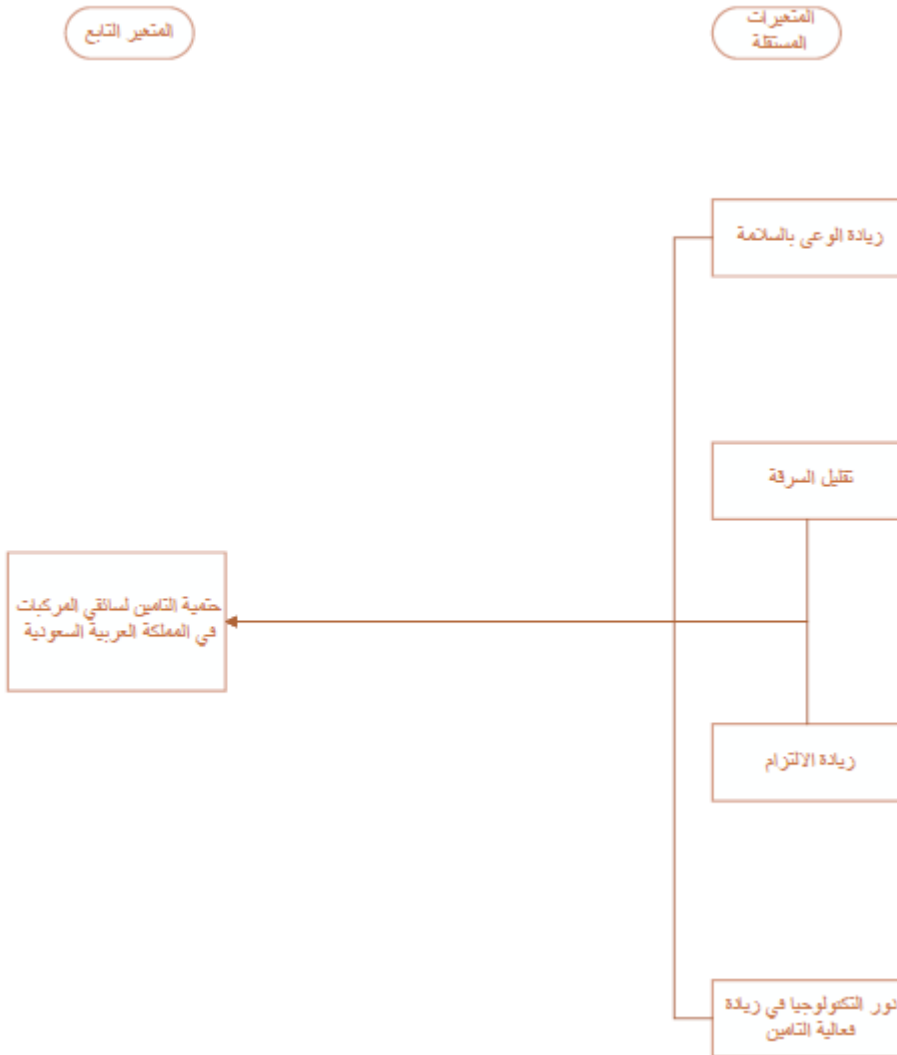 المتغيرات
المستقلة
المتغير التابع
زيادة الوعي بالسلامة
تقليل السرقة
حتمية التامين لسائقي المركبات
في المملكة العربية السعودية
زيادة الالتزام
دور التكنولوجيا في زيادة
فعالية التامين